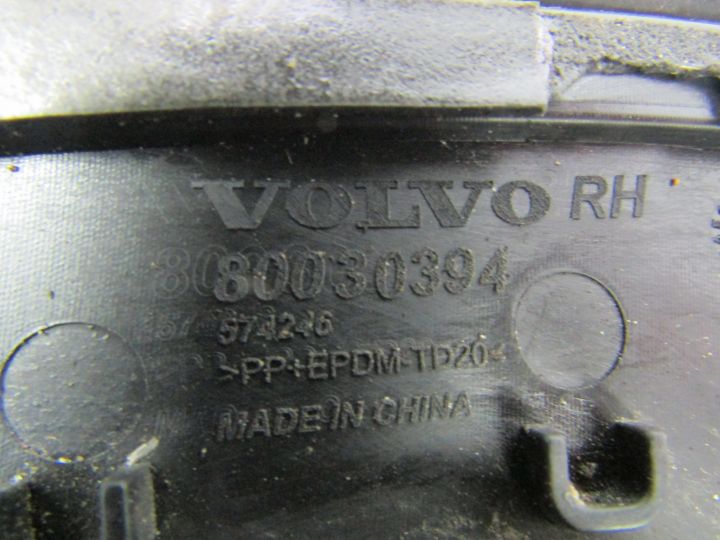 VOLVO RH
80030394
574246
>PP+EPDM-TD20<
MADE IN CHINA